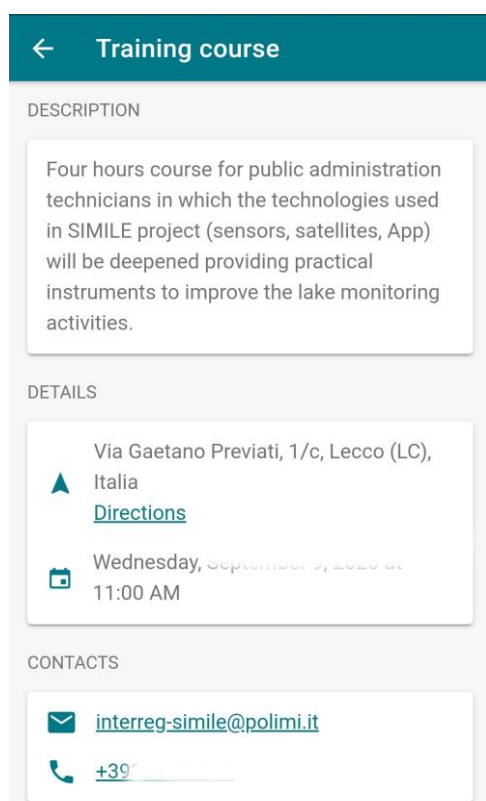 Training course
DESCRIPTION
Four hours course for public administration
technicians in which the technologies used
in SIMILE project (sensors, satellites, App)
will be deepened providing practical
instruments to improve the lake monitoring
activities.
DETAILS
Via Gaetano Previati, 1/c, Lecco (LC),
Italia
Directions
Wednesday,
11:00 AM
CONTACTS
interreg-simile@polimi.it
+39